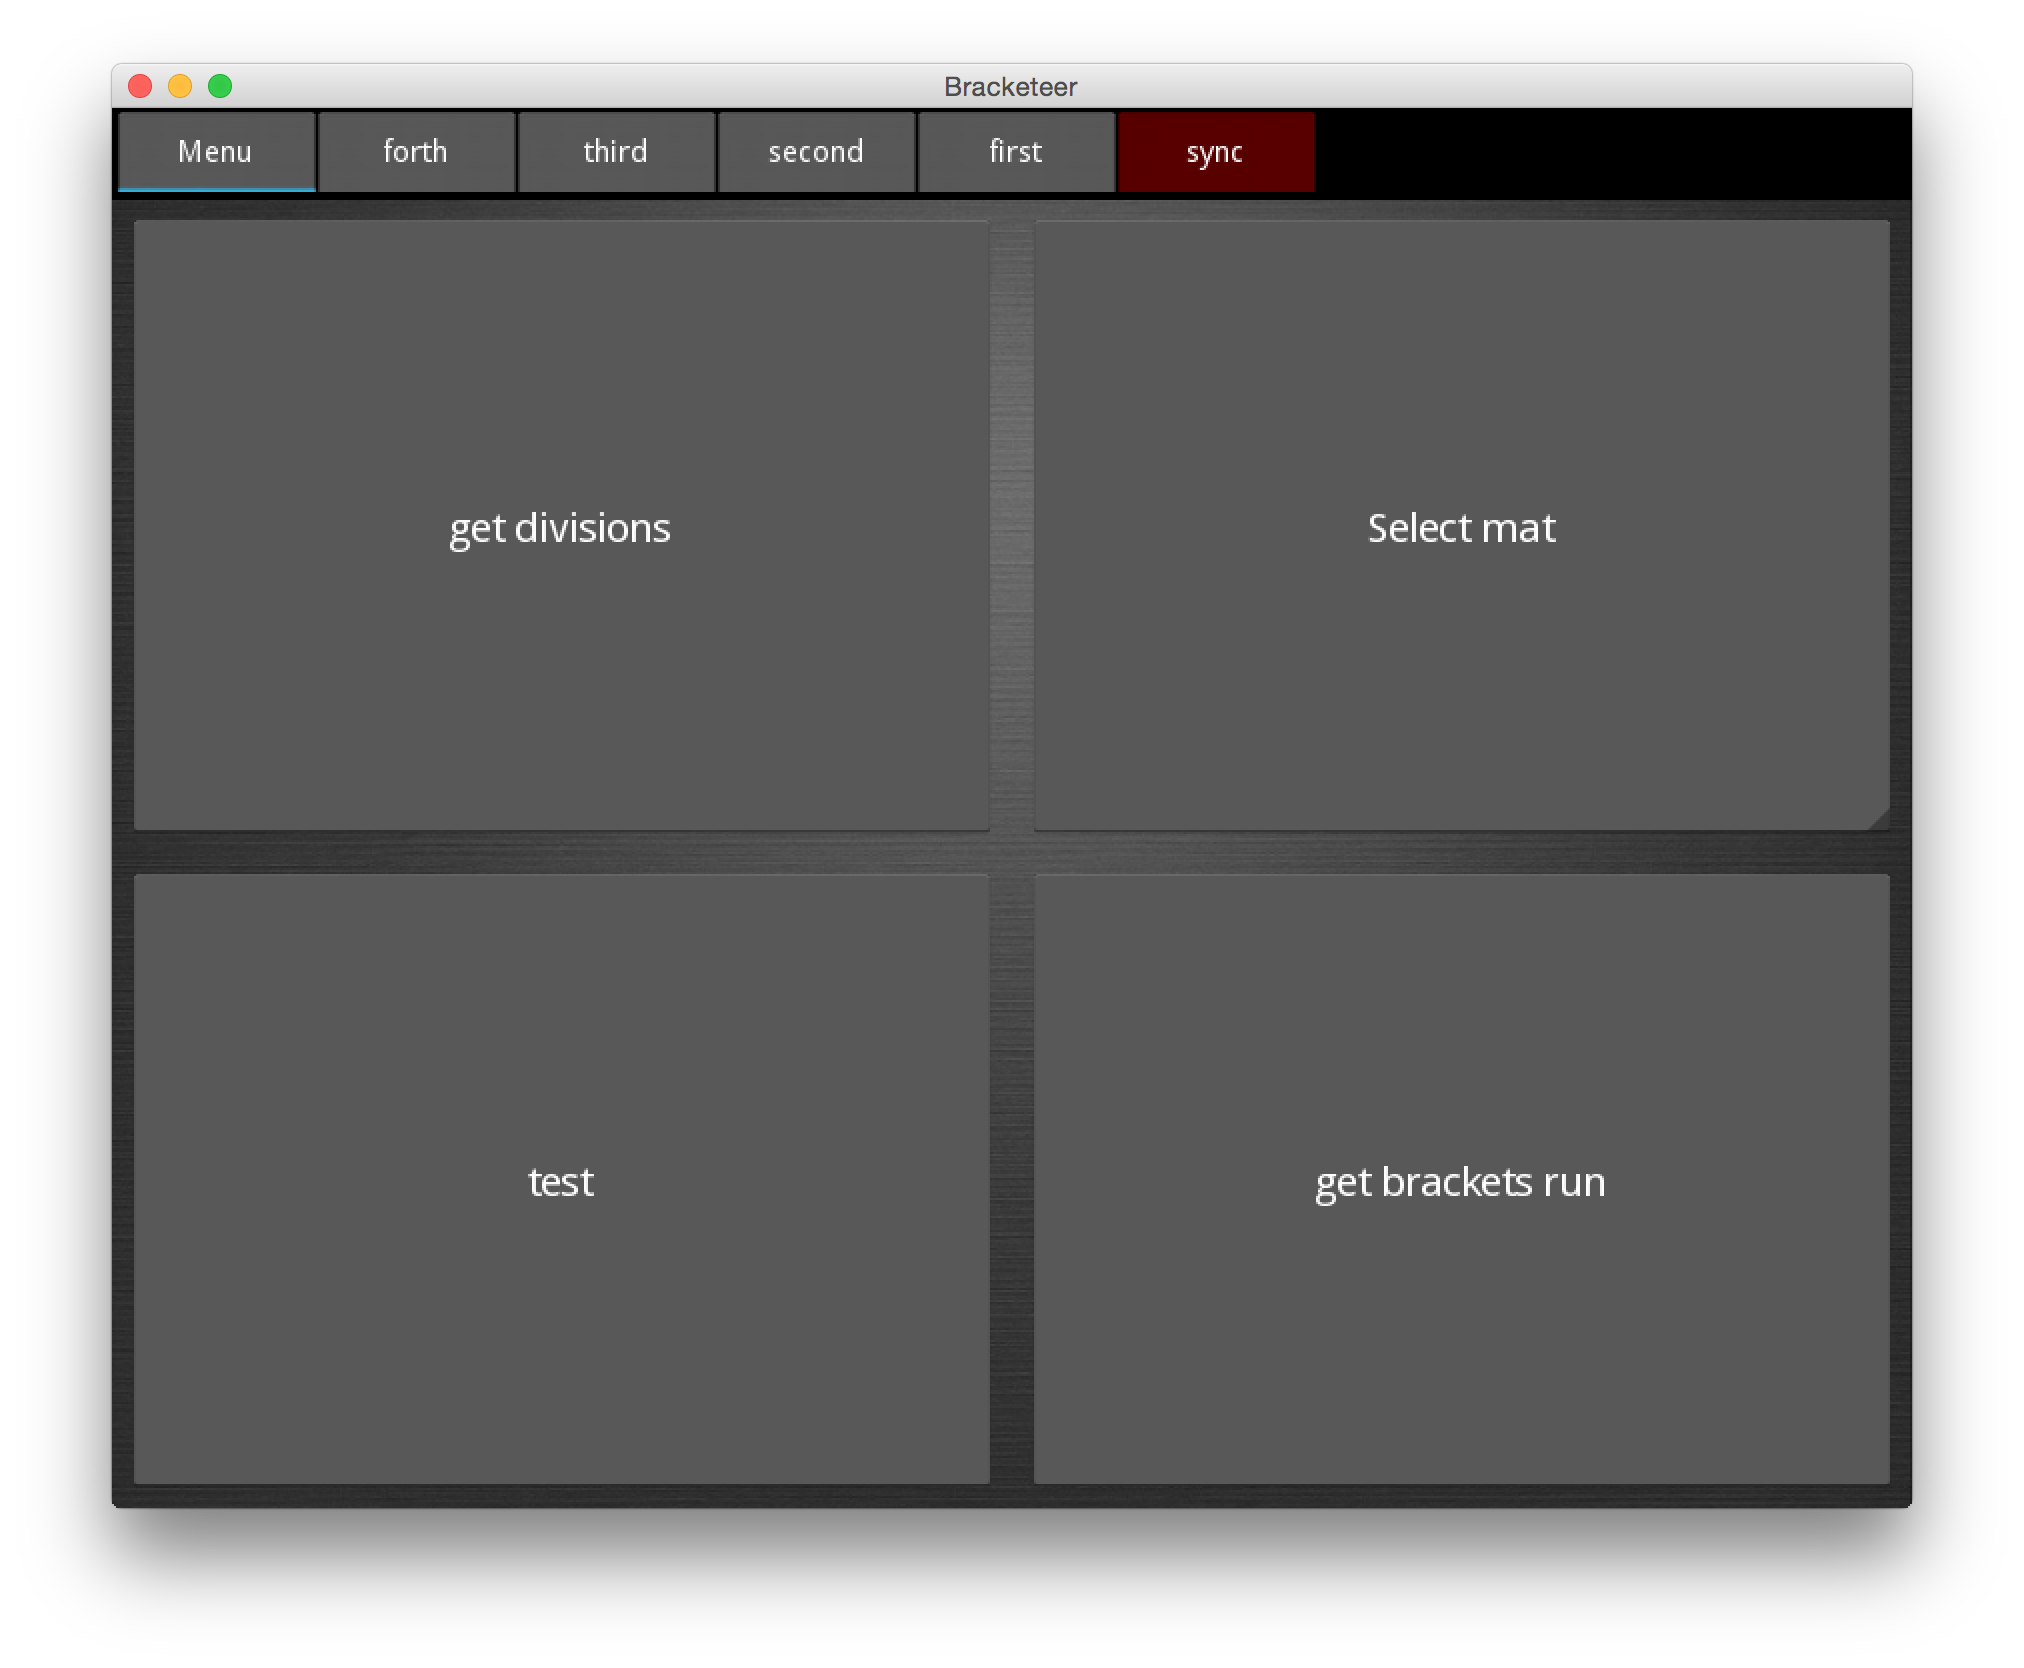 Bracketeer
Menu forth third second first sync
get divisions Select mat
test get brackets run